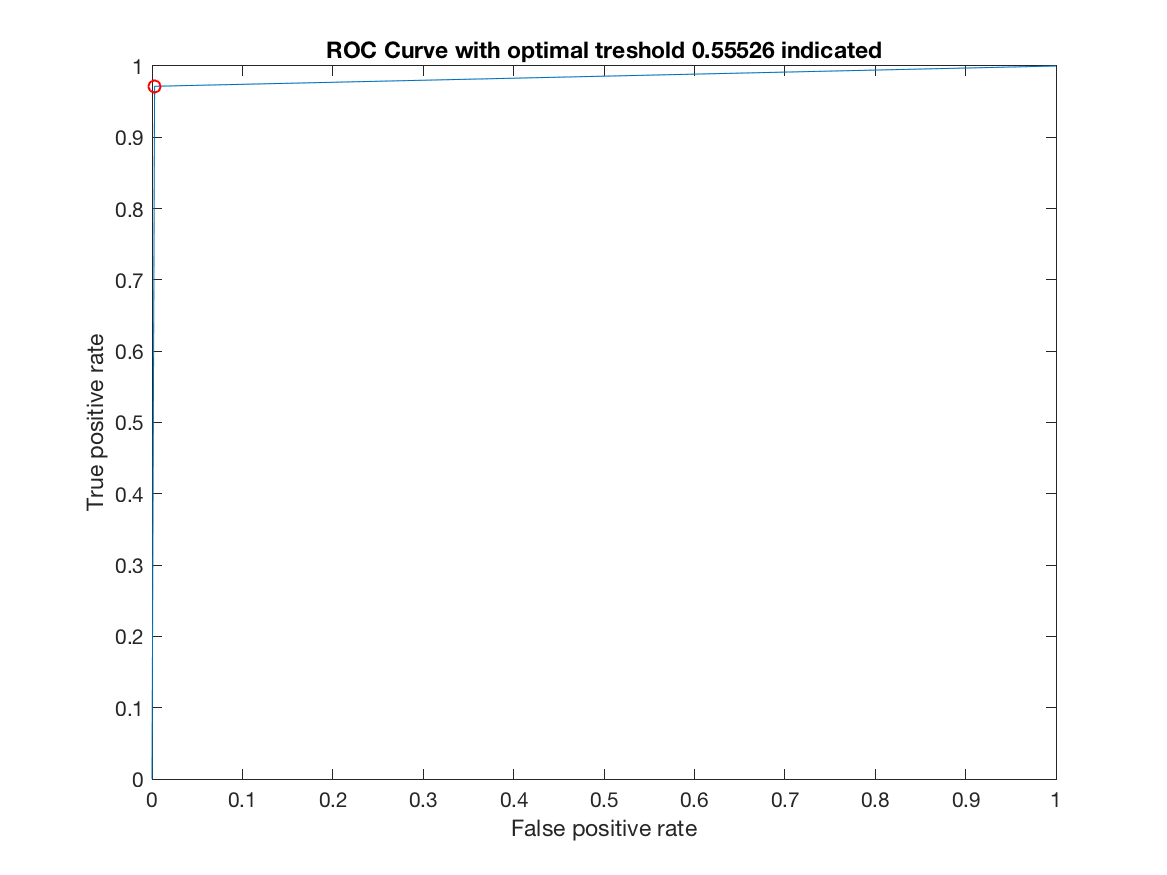 ROC Curve with optimal treshold 0.55526 indicated
1
0.9
0.8
0.7
0.6
0.5
0.4
0.3
0.2
0.1
0
True positive rate
0 0.1 0.2 0.3 0.4 0.5 0.6 0.7 0.8 0.9 1
False positive rate